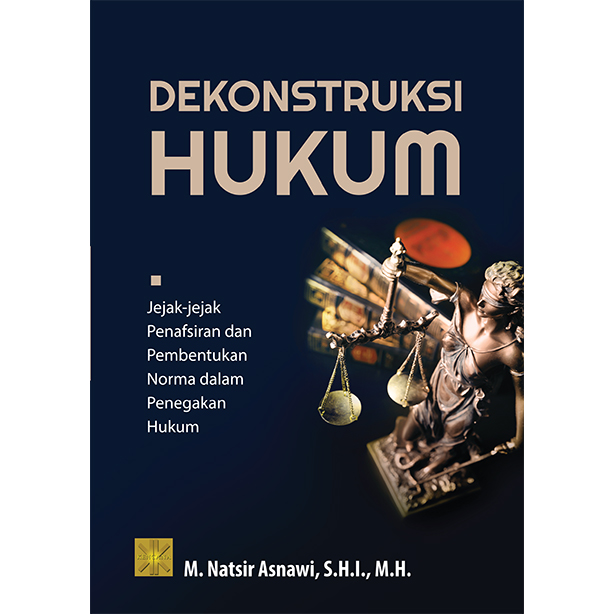 DEKONSTRUKSI
HUKUM
Jejak-jejak
Penafsiran dan
Pembentukan
Norma dalam
Penegakan
Hukum
M. Natsir Asnawi, S.H.I., M.H.